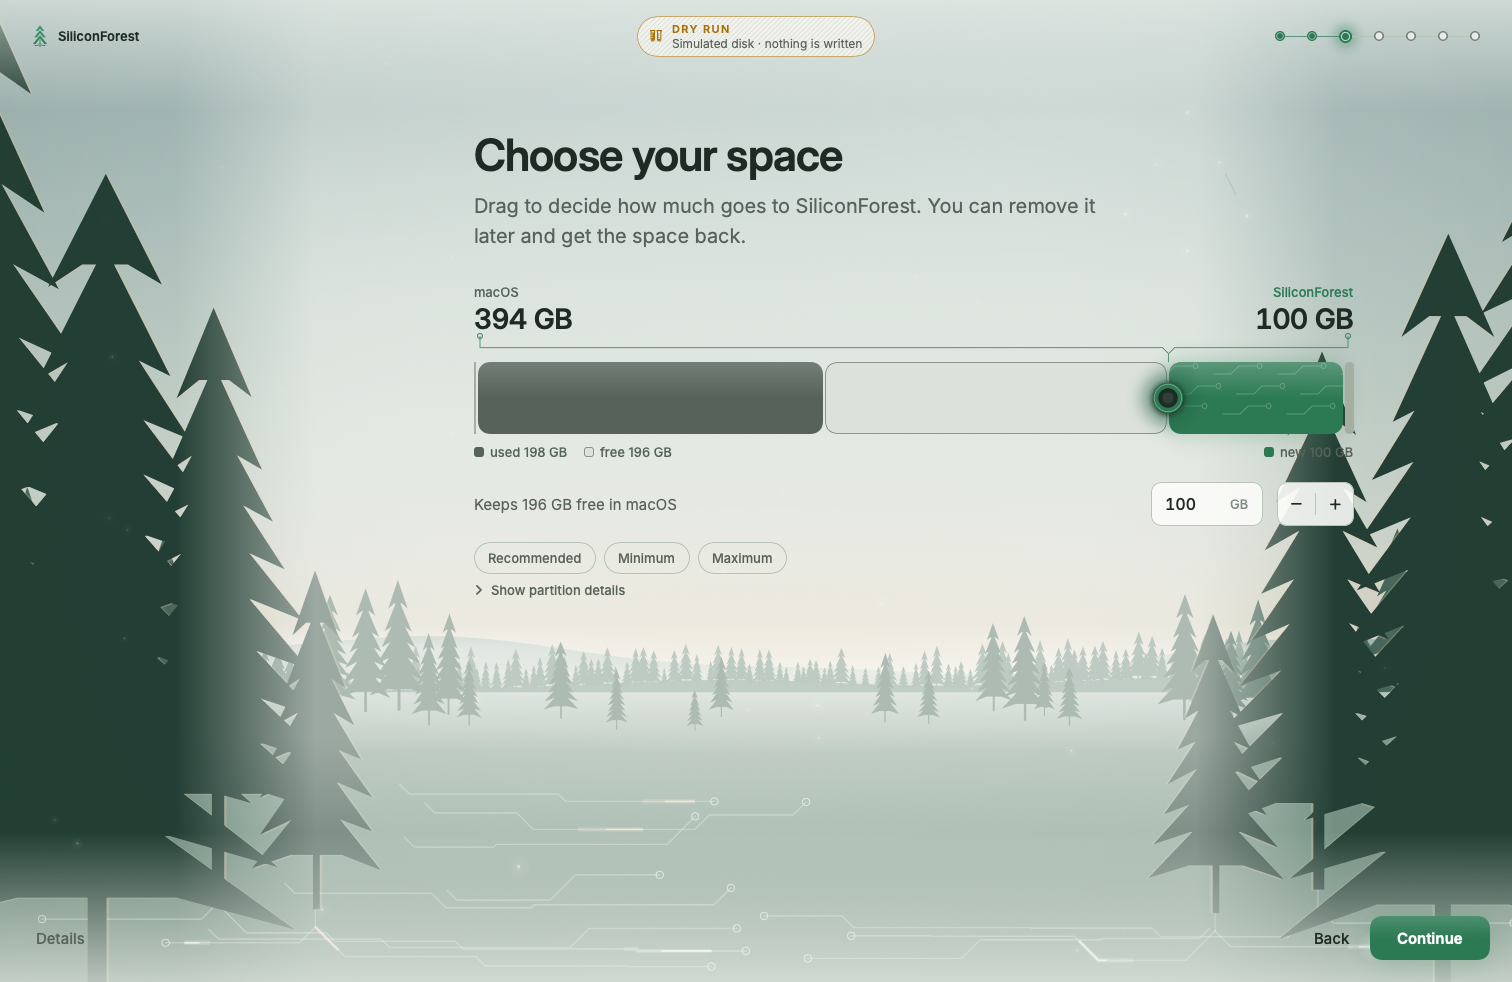 SiliconForest
DRY RUN
Simulated disk · nothing is written
Choose your space
Drag to decide how much goes to SiliconForest. You can remove it
later and get the space back.
macOS
SiliconForest
394 GB
100 GB
used 198 GB
free 196 GB
new 100 GB
Keeps 196 GB free in macOS
100 GB
− +
Recommended
Minimum
Maximum
Show partition details
Details
Back
Continue